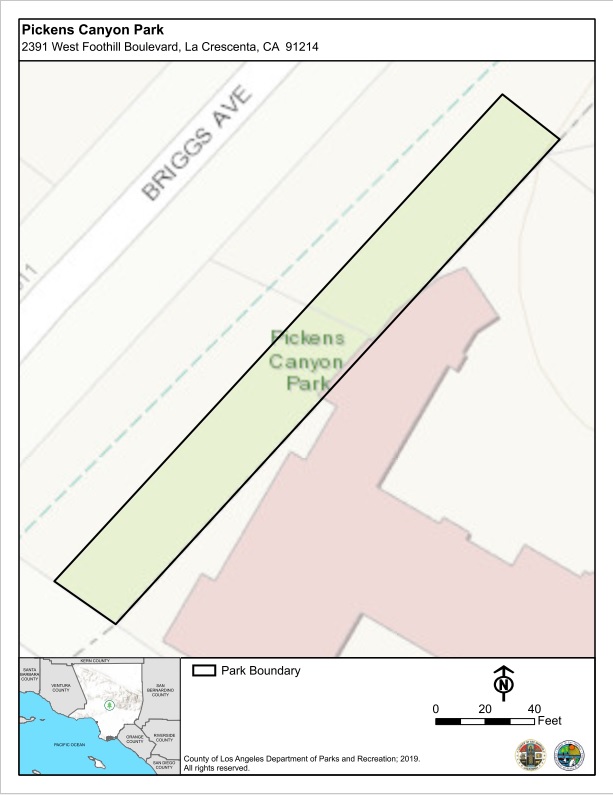 Pickens Canyon Park
2391 West Foothill Boulevard, La Crescenta, CA 91214
BRIGGS AVE
Pickens
Canyon
Park
KERN COUNTY
SANTA
BARBARA
COUNTY
VENTURA
COUNTY
SAN
BERNARDINO
COUNTY
ORANGE
COUNTY
RIVERSIDE
COUNTY
PACIFIC OCEAN
SAN DIEGO
COUNTY
Park Boundary
N
0 20 40
Feet
County of Los Angeles Department of Parks and Recreation; 2019.
All rights reserved.